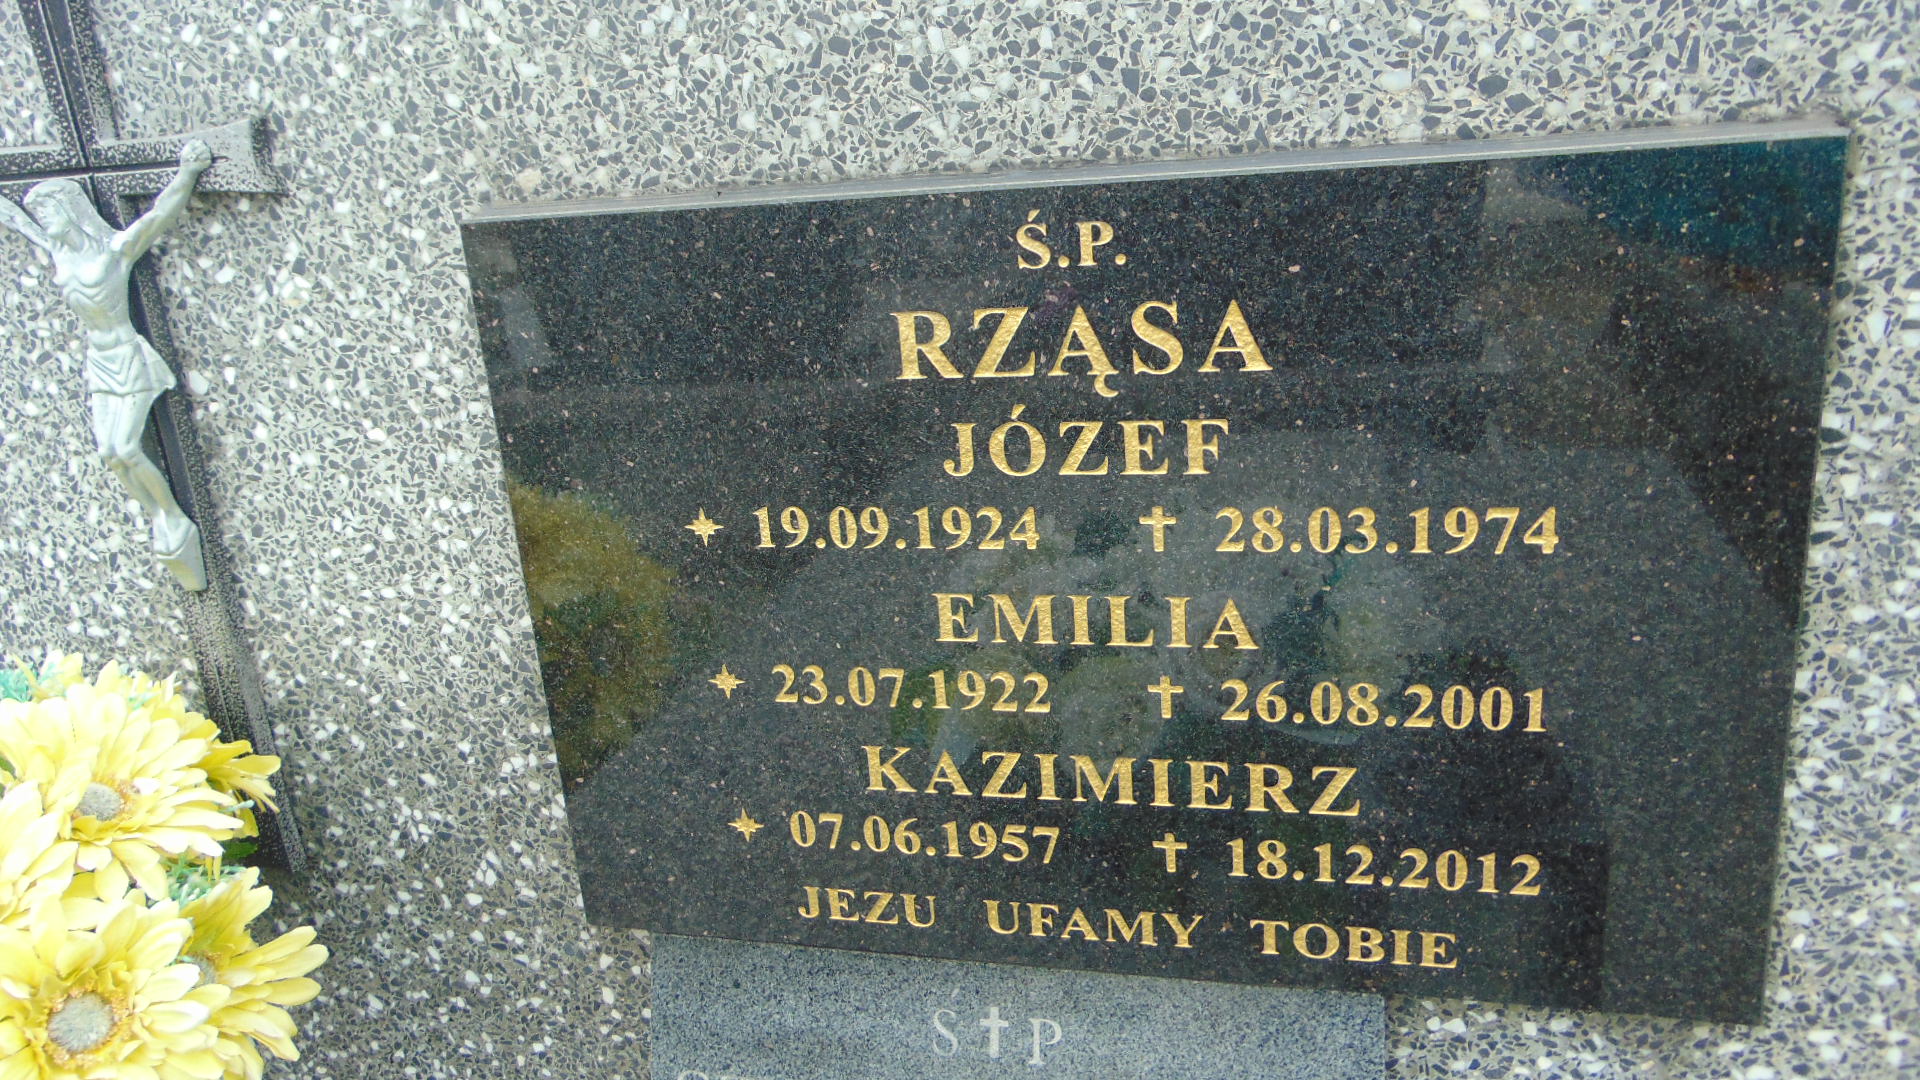 Ś.P.
RZĄSA
JÓZEF
19.09.1924 † 28.03.1974
EMILIA
23.07.1922 † 26.08.2001
KAZIMIERZ
07.06.1957 † 18.12.2012
JEZU UFAMY TOBIE
Ś†P